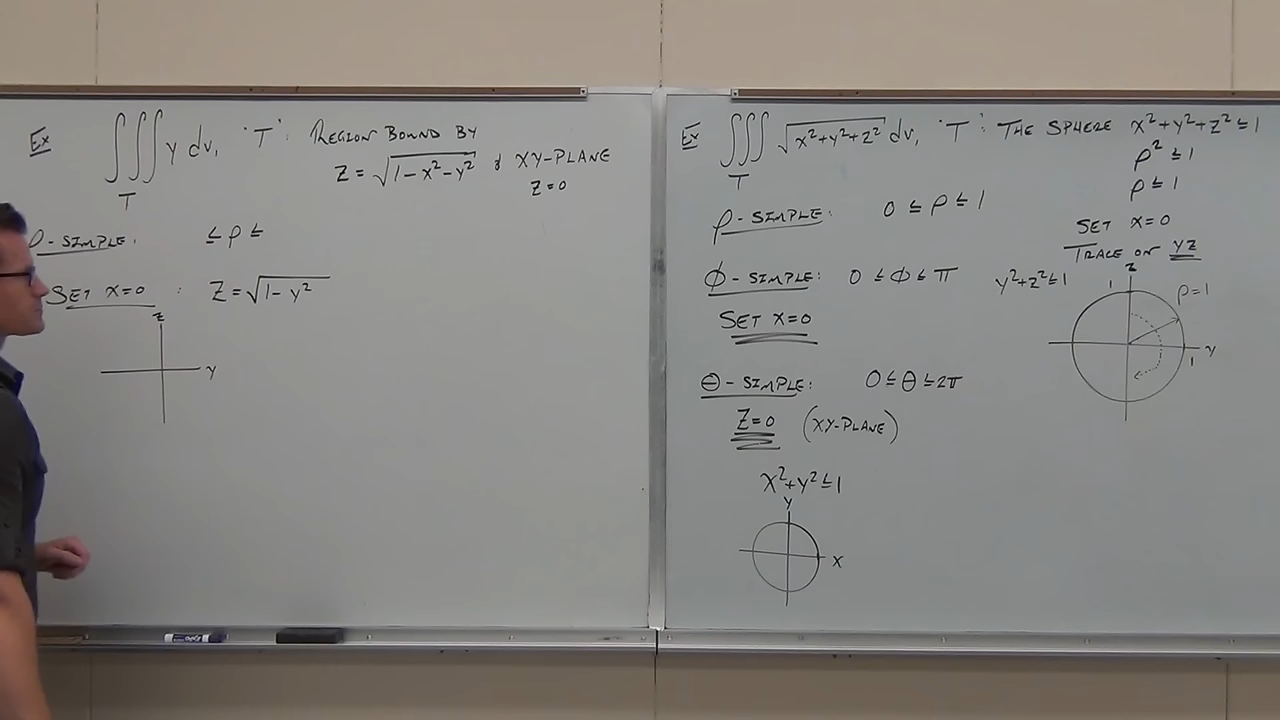 Ex ∭ y dv, 'T': REGION BOUND BY
T
Z = √(1-x²-y²) & XY-PLANE
Z=0
ρ-SIMPLE: ≤ ρ ≤
SET X=0 : Z = √(1-y²)
Z
y
Ex ∭ √(x²+y²+z²) dv, 'T': THE SPHERE x²+y²+z² ≤ 1
T
ρ² ≤ 1
ρ ≤ 1
ρ-SIMPLE: 0 ≤ ρ ≤ 1
SET X=0
TRACE ON YZ
ϕ-SIMPLE: 0 ≤ ϕ ≤ π
SET X=0
y²+z² ≤ 1
Z
1
ρ=1
y
1
θ-SIMPLE: 0 ≤ θ ≤ 2π
Z=0 (XY-PLANE)
x²+y² ≤ 1
y
x